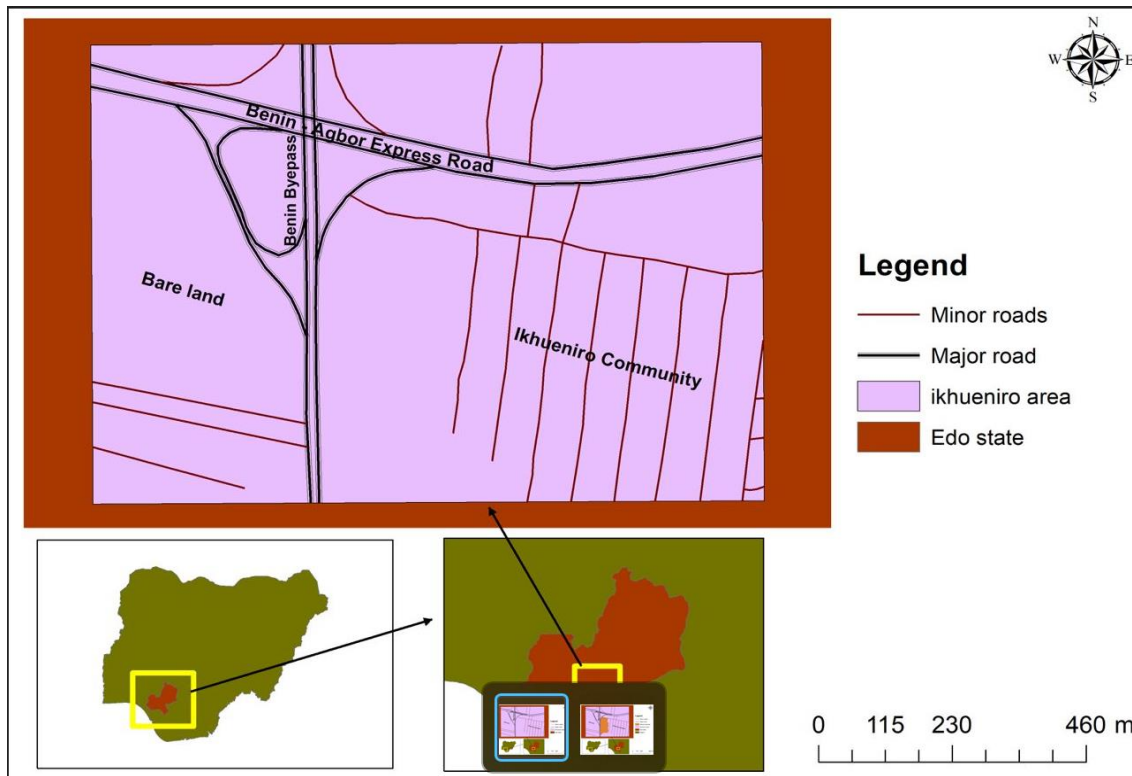 N
W E
S
Benin - Agbor Express Road
Benin Byepass
Bare land
Ikhueniro Community
Legend
Minor roads
Major road
ikhueniro area
Edo state
0 115 230 460 m